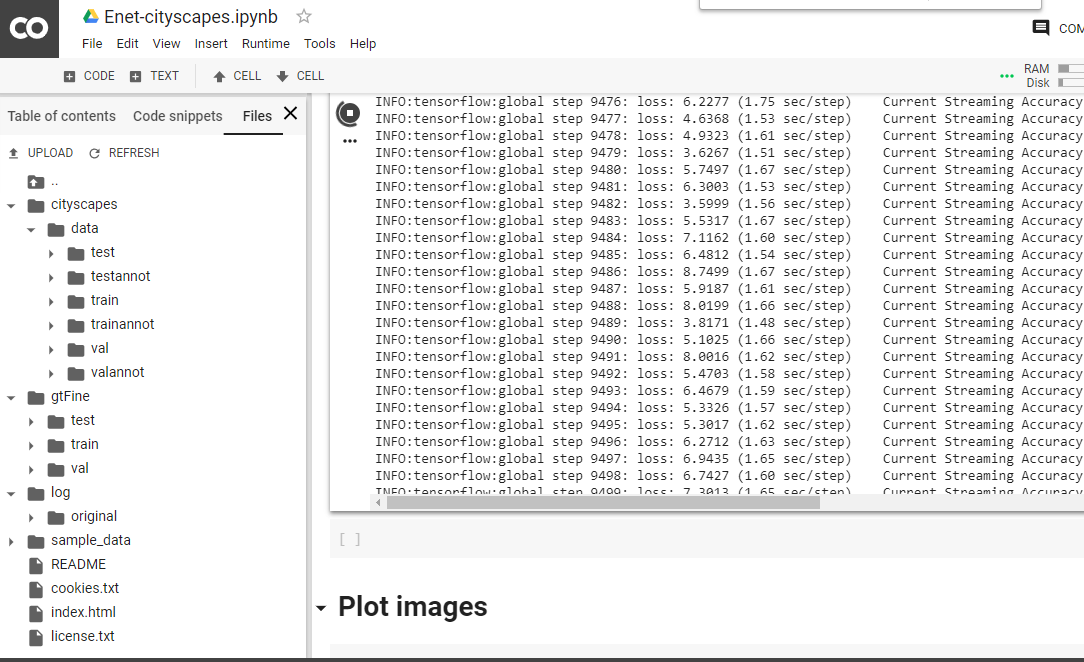 CO
Enet-cityscapes.ipynb
File Edit View Insert Runtime Tools Help
COM
CODE TEXT CELL CELL
RAM
Disk
Table of contents Code snippets Files
UPLOAD REFRESH
..
cityscapes
data
test
testannot
train
trainannot
val
valannot
gtFine
test
train
val
log
original
sample_data
README
cookies.txt
index.html
license.txt
INFO:tensorflow:global step 9476: loss: 6.2277 (1.75 sec/step) Current Streaming Accuracy
INFO:tensorflow:global step 9477: loss: 4.6368 (1.53 sec/step) Current Streaming Accuracy
INFO:tensorflow:global step 9478: loss: 4.9323 (1.61 sec/step) Current Streaming Accuracy
INFO:tensorflow:global step 9479: loss: 3.6267 (1.51 sec/step) Current Streaming Accuracy
INFO:tensorflow:global step 9480: loss: 5.7497 (1.67 sec/step) Current Streaming Accuracy
INFO:tensorflow:global step 9481: loss: 6.3003 (1.53 sec/step) Current Streaming Accuracy
INFO:tensorflow:global step 9482: loss: 3.5999 (1.56 sec/step) Current Streaming Accuracy
INFO:tensorflow:global step 9483: loss: 5.5317 (1.67 sec/step) Current Streaming Accuracy
INFO:tensorflow:global step 9484: loss: 7.1162 (1.60 sec/step) Current Streaming Accuracy
INFO:tensorflow:global step 9485: loss: 6.4812 (1.54 sec/step) Current Streaming Accuracy
INFO:tensorflow:global step 9486: loss: 8.7499 (1.67 sec/step) Current Streaming Accuracy
INFO:tensorflow:global step 9487: loss: 5.9187 (1.61 sec/step) Current Streaming Accuracy
INFO:tensorflow:global step 9488: loss: 8.0199 (1.66 sec/step) Current Streaming Accuracy
INFO:tensorflow:global step 9489: loss: 3.8171 (1.48 sec/step) Current Streaming Accuracy
INFO:tensorflow:global step 9490: loss: 5.1025 (1.66 sec/step) Current Streaming Accuracy
INFO:tensorflow:global step 9491: loss: 8.0016 (1.62 sec/step) Current Streaming Accuracy
INFO:tensorflow:global step 9492: loss: 5.4703 (1.58 sec/step) Current Streaming Accuracy
INFO:tensorflow:global step 9493: loss: 6.4679 (1.59 sec/step) Current Streaming Accuracy
INFO:tensorflow:global step 9494: loss: 5.3326 (1.57 sec/step) Current Streaming Accuracy
INFO:tensorflow:global step 9495: loss: 5.3017 (1.62 sec/step) Current Streaming Accuracy
INFO:tensorflow:global step 9496: loss: 6.2712 (1.63 sec/step) Current Streaming Accuracy
INFO:tensorflow:global step 9497: loss: 6.9435 (1.65 sec/step) Current Streaming Accuracy
INFO:tensorflow:global step 9498: loss: 6.7427 (1.60 sec/step) Current Streaming Accuracy
INFO:tensorflow:global step 9499: loss: 7.3013 (1.65 sec/step) Current Streaming Accuracy
[ ]
Plot images